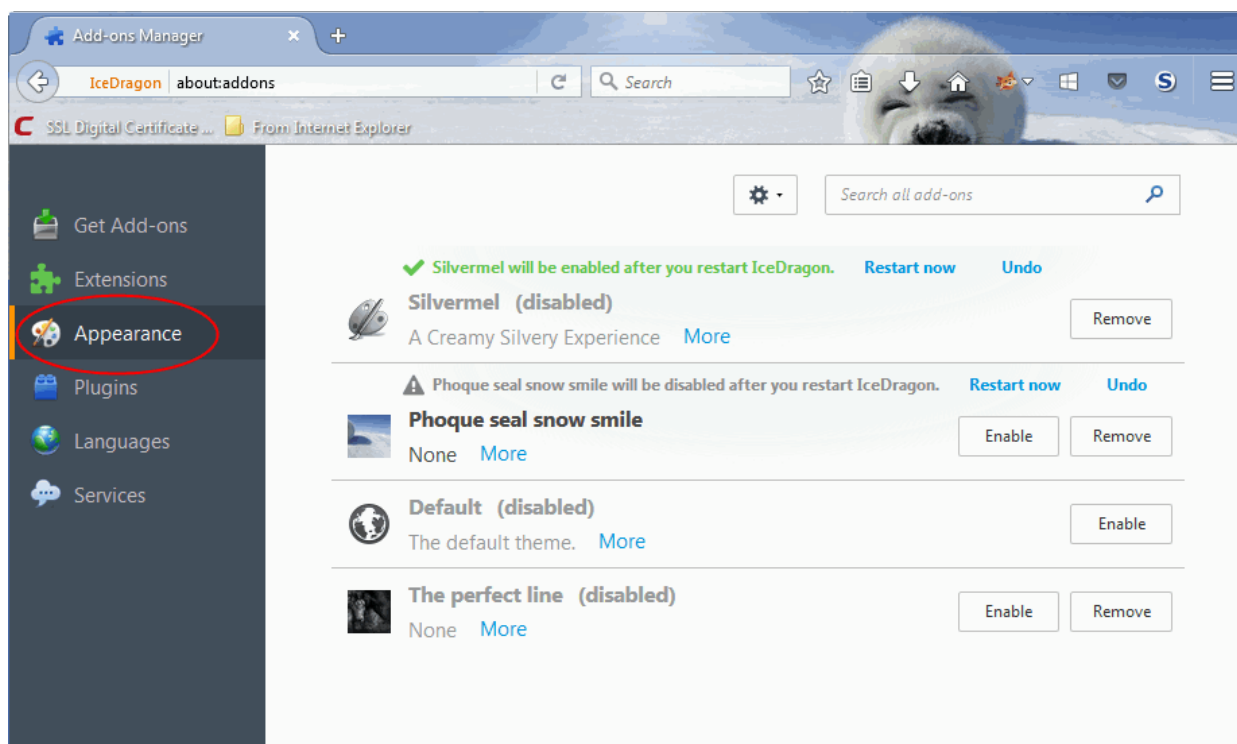 Add-ons Manager
IceDragon about:addons Search
SSL Digital Certificate ... From Internet Explorer
Search all add-ons
Get Add-ons
Extensions
Appearance
Plugins
Languages
Services
Silvermel will be enabled after you restart IceDragon. Restart now Undo
Silvermel (disabled)
Remove
A Creamy Silvery Experience More
Phoque seal snow smile will be disabled after you restart IceDragon. Restart now Undo
Phoque seal snow smile
Enable Remove
None More
Default (disabled)
Enable
The default theme. More
The perfect line (disabled)
Enable Remove
None More